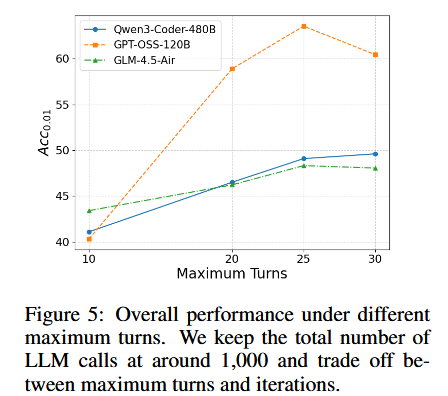 60
55
50
45
40
Acc0.01
Qwen3-Coder-480B
GPT-OSS-120B
GLM-4.5-Air
10
20
25
30
Maximum Turns
Figure 5: Overall performance under different
maximum turns. We keep the total number of
LLM calls at around 1,000 and trade off be-
tween maximum turns and iterations.